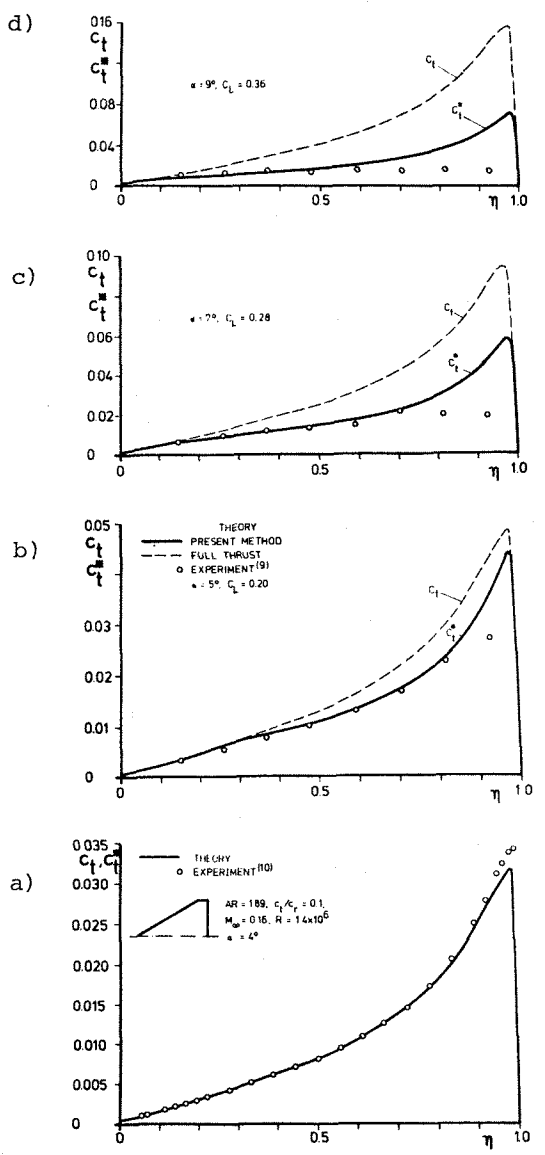 d)
0.16
c_t
c_t*
0.08
0.04
0
α = 9°, C_L = 0.36
c_t
c_t*
0
0.5
η
1.0
c)
0.10
c_t
c_t*
0.06
0.04
0.02
0
α = 7°, C_L = 0.28
c_t
c_t*
0
0.5
η
1.0
b)
0.05
c_t
c_t*
0.03
0.02
0.01
0
THEORY
PRESENT METHOD
FULL THRUST
EXPERIMENT(9)
α = 5°, C_L = 0.20
c_t
c_t*
0
0.5
η
1.0
a)
0.035
c_t, c_t*
0.030
0.025
0.020
0.015
0.010
0.005
0
THEORY
EXPERIMENT(10)
AR = 1.89, c_t/c_r = 0.1,
M∞ = 0.16, R = 1.4x10^6
α = 4°
0
0.5
η
1.0